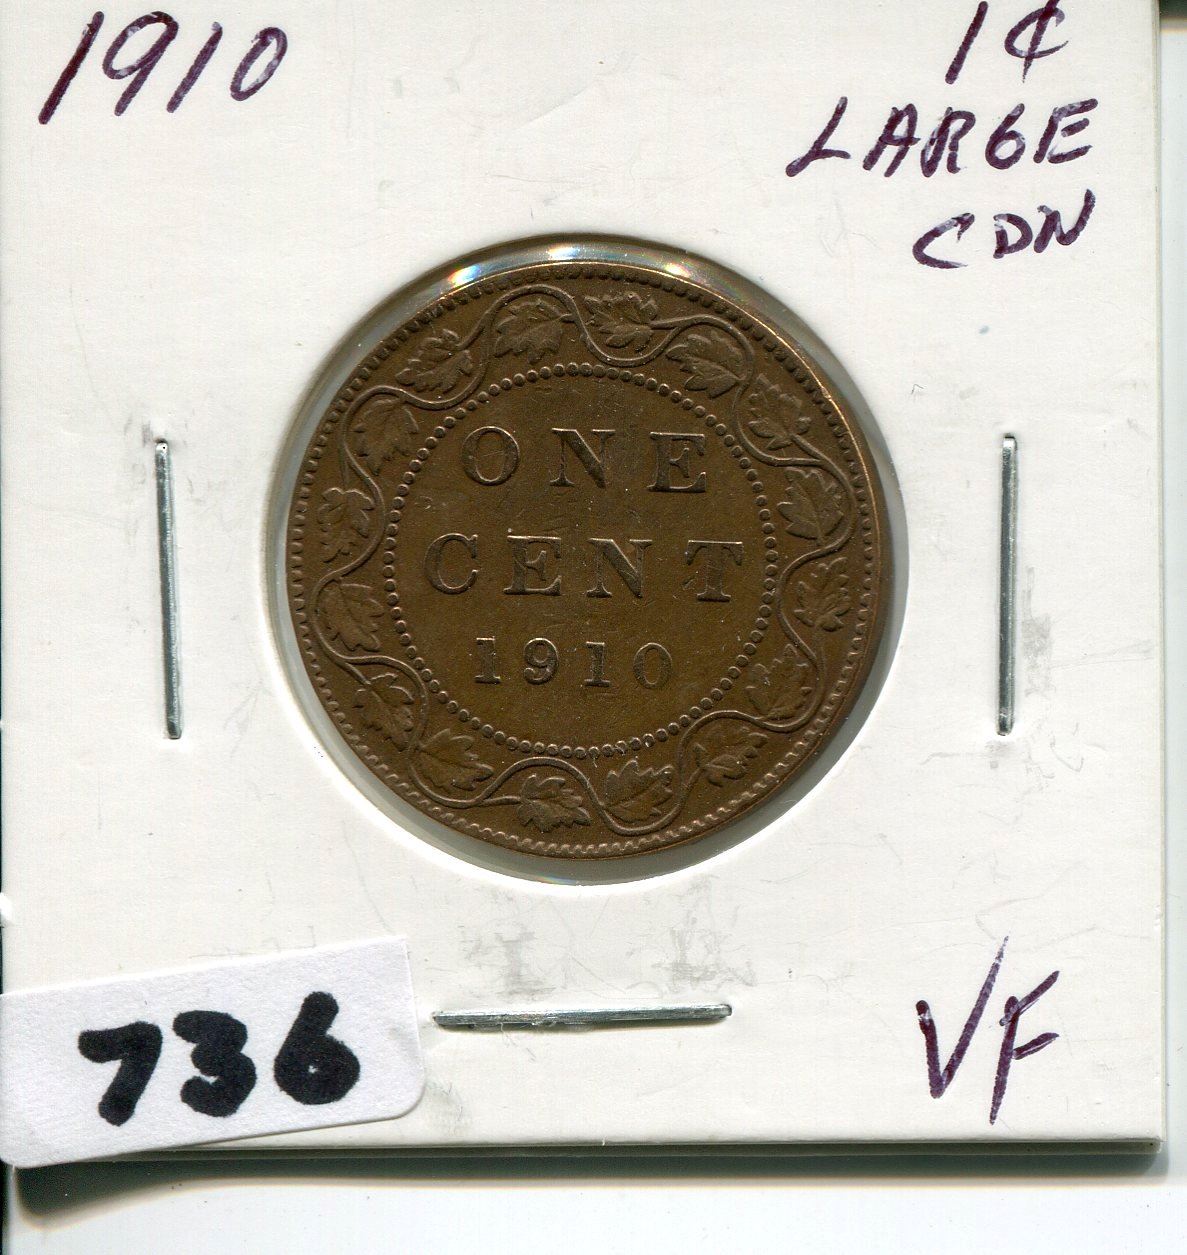 1910
1¢
LARGE
CDN
ONE
CENT
1910
736
VF